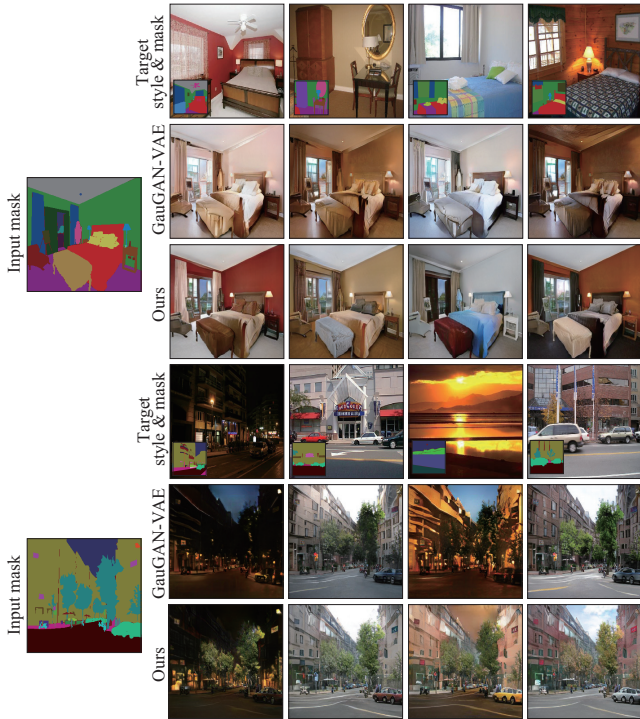 Target
style & mask
GauGAN-VAE
Input mask
Ours
Target
style & mask
GauGAN-VAE
Input mask
Ours